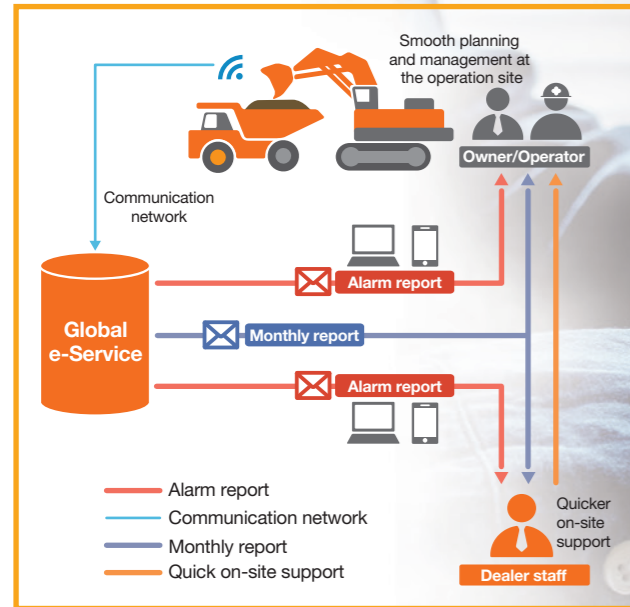 Smooth planning
and management at
the operation site
Owner/Operator
Communication
network
Alarm report
Global
e-Service
Monthly report
Alarm report
Alarm report
Communication network
Monthly report
Quick on-site support
Quicker
on-site
support
Dealer staff